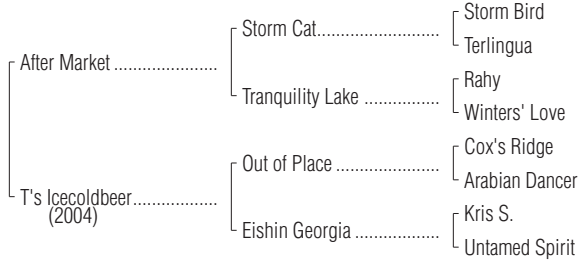 Storm Bird
Storm Cat................................
Terlingua
After Market ...........................
Rahy
Tranquility Lake ...................
Winters' Love
Cox's Ridge
Out of Place ...........................
Arabian Dancer
T's Icecoldbeer......................
(2004)
Kris S.
Eishin Georgia ......................
Untamed Spirit